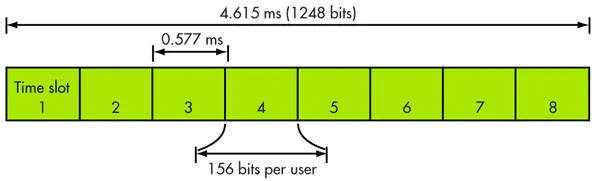 4.615 ms (1248 bits)
0.577 ms
Time slot
1 2 3 4 5 6 7 8
156 bits per user